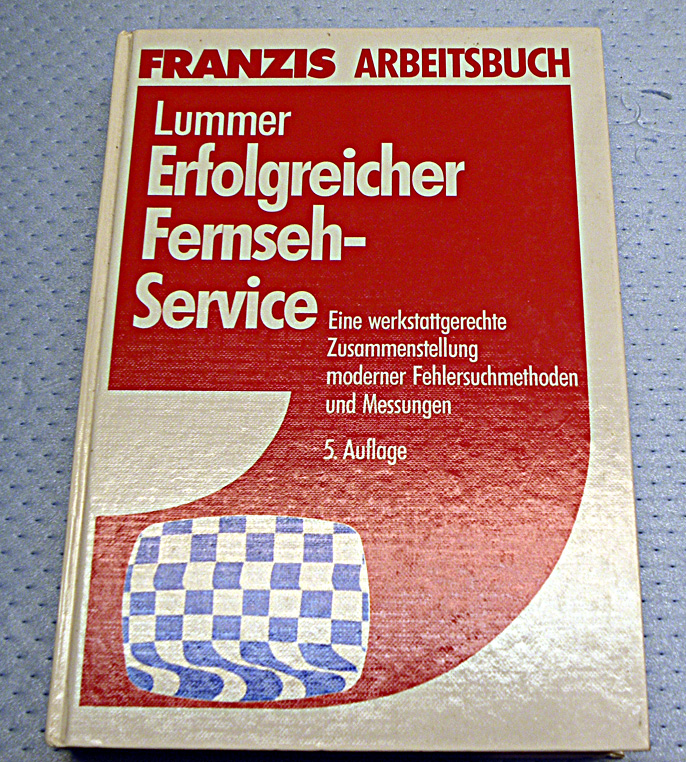 FRANZIS ARBEITSBUCH
Lummer
Erfolgreicher
Fernseh-
Service
Eine werkstattgerechte
Zusammenstellung
moderner Fehlersuchmethoden
und Messungen
5. Auflage